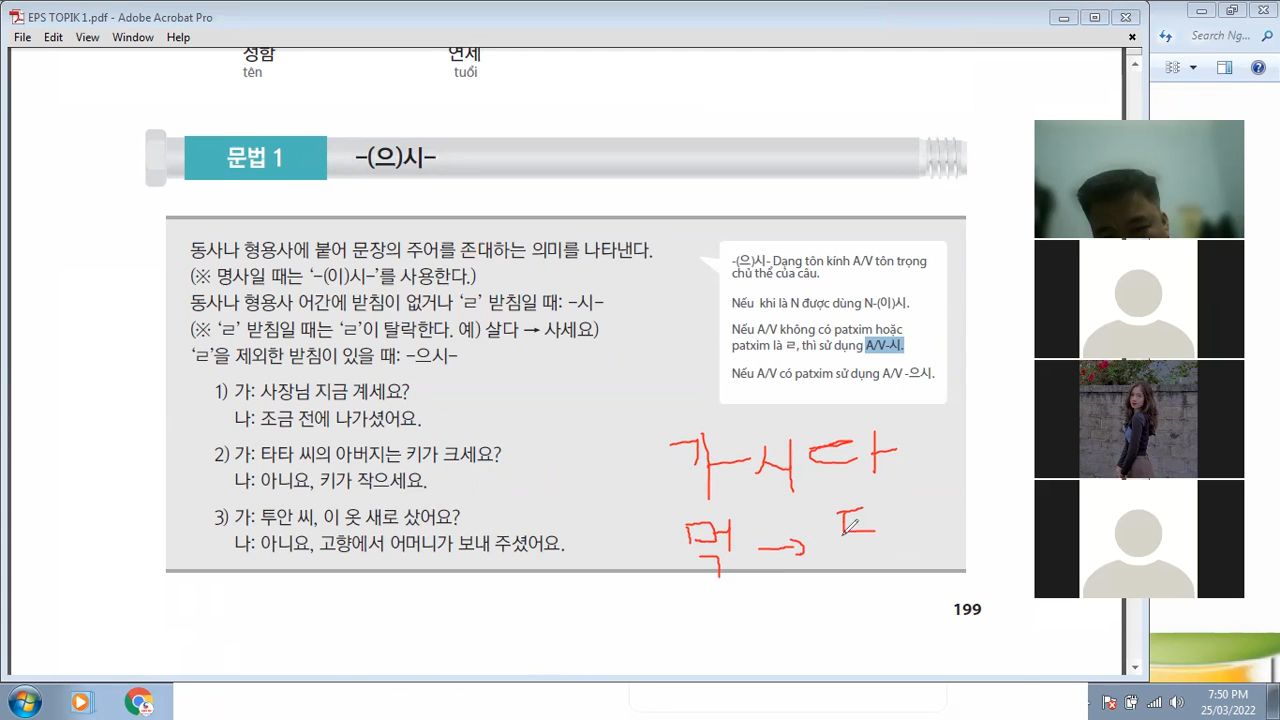 EPS TOPIK 1.pdf - Adobe Acrobat Pro
File Edit View Window Help
Search Ng...
성함 연세
tên tuổi
문법 1 -(으)시-
동사나 형용사에 붙어 문장의 주어를 존대하는 의미를 나타낸다.
(※ 명사일 때는 ‘-(이)시-’를 사용한다.)
동사나 형용사 어간에 받침이 없거나 ‘ㄹ’ 받침일 때: -시-
(※ ‘ㄹ’ 받침일 때는 ‘ㄹ’이 탈락한다. 예) 살다 → 사세요)
‘ㄹ’을 제외한 받침이 있을 때: -으시-
-(으)시- Dạng tôn kính A/V tôn trọng
chủ thể của câu.
Nếu khi là N được dùng N-(이)시.
Nếu A/V không có patxim hoặc
patxim là ㄹ, thì sử dụng A/V-시.
Nếu A/V có patxim sử dụng A/V -으시.
1) 가: 사장님 지금 계세요?
나: 조금 전에 나가셨어요.
2) 가: 타타 씨의 아버지는 키가 크세요?
나: 아니요, 키가 작으세요.
3) 가: 투안 씨, 이 옷 새로 샀어요?
나: 아니요, 고향에서 어머니가 보내 주셨어요.
가시다
먹 → ㄷ
199
7:50 PM
25/03/2022